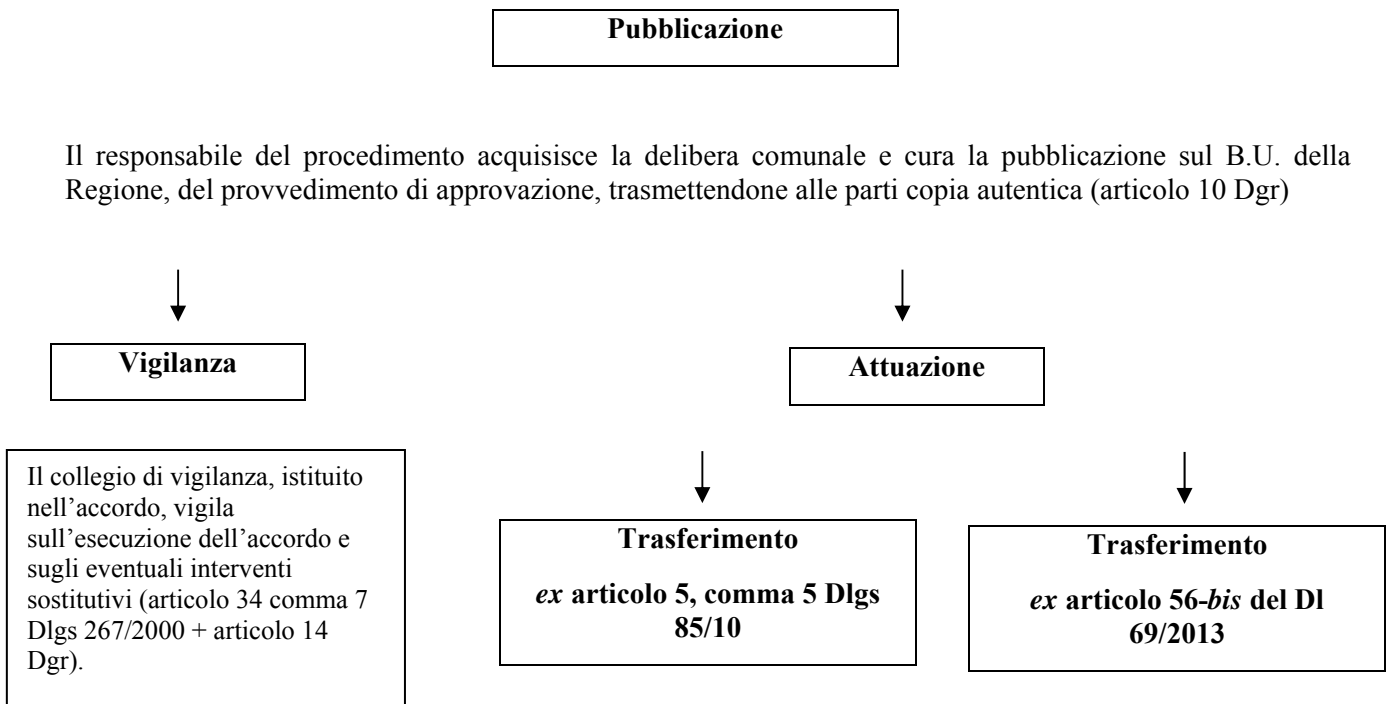 Pubblicazione
Il responsabile del procedimento acquisisce la delibera comunale e cura la pubblicazione sul B.U. della
Regione, del provvedimento di approvazione, trasmettendone alle parti copia autentica (articolo 10 Dgr)
Vigilanza
Attuazione
Il collegio di vigilanza, istituito
nell’accordo, vigila
sull’esecuzione dell’accordo e
sugli eventuali interventi
sostitutivi (articolo 34 comma 7
Dlgs 267/2000 + articolo 14
Dgr).
Trasferimento
ex articolo 5, comma 5 Dlgs
85/10
Trasferimento
ex articolo 56-bis del Dl
69/2013